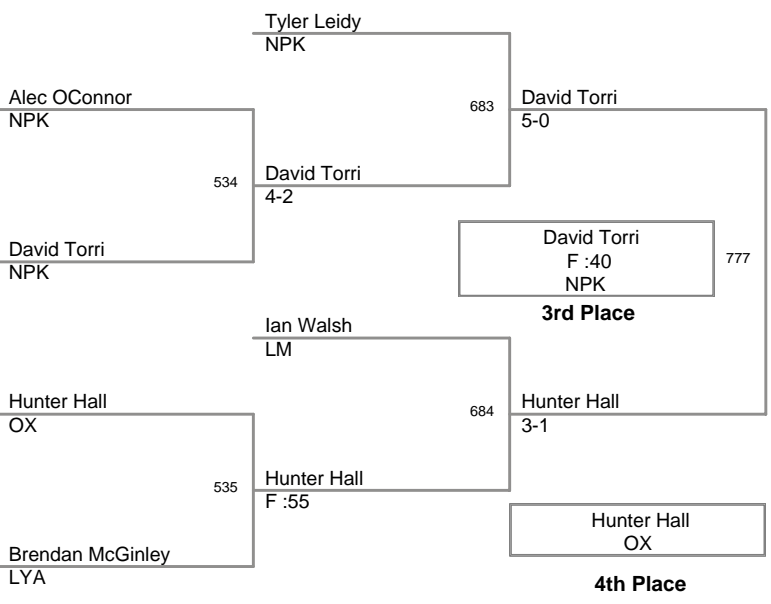 Tyler Leidy
NPK
Alec OConnor
NPK
683
David Torri
5-0
534
David Torri
4-2
David Torri
NPK
David Torri
F :40
NPK
777
3rd Place
Ian Walsh
LM
Hunter Hall
OX
684
Hunter Hall
3-1
535
Hunter Hall
F :55
Hunter Hall
OX
Brendan McGinley
LYA
4th Place